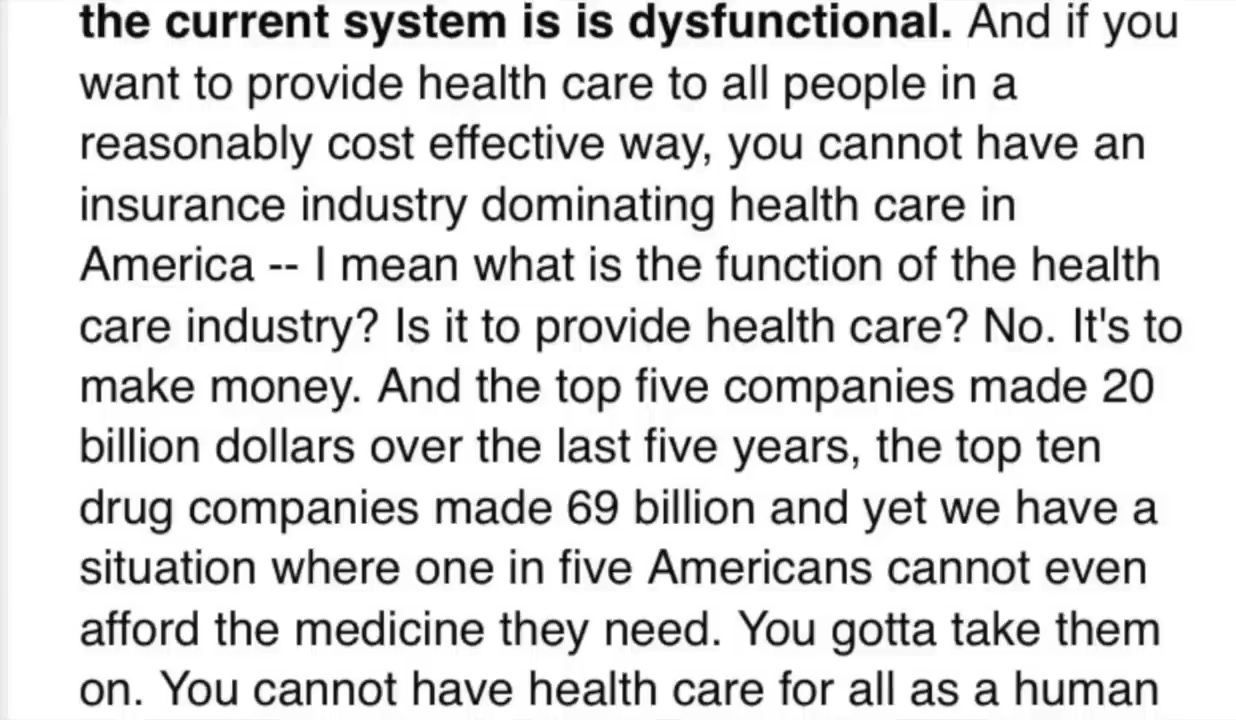 the current system is is dysfunctional. And if you
want to provide health care to all people in a
reasonably cost effective way, you cannot have an
insurance industry dominating health care in
America -- I mean what is the function of the health
care industry? Is it to provide health care? No. It's to
make money. And the top five companies made 20
billion dollars over the last five years, the top ten
drug companies made 69 billion and yet we have a
situation where one in five Americans cannot even
afford the medicine they need. You gotta take them
on. You cannot have health care for all as a human